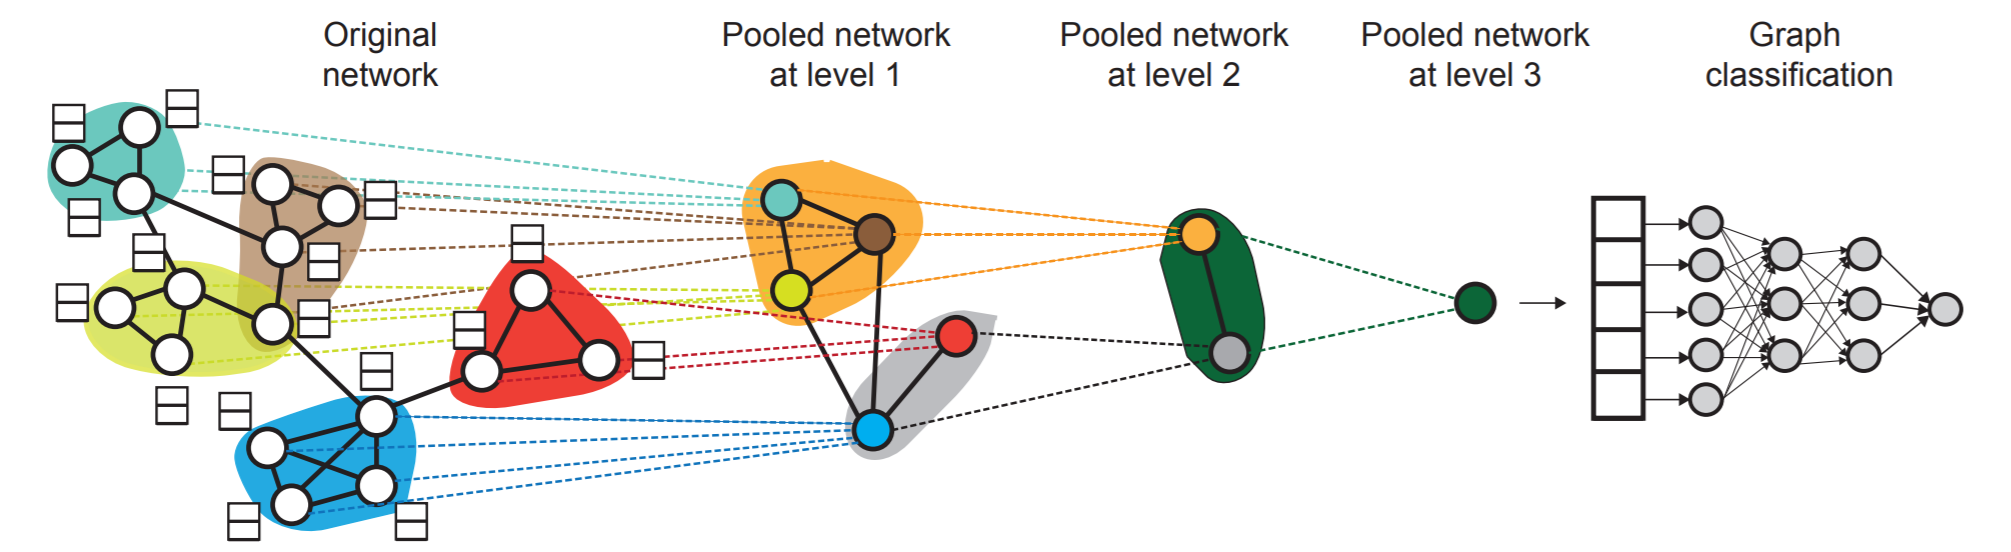 Original
network
Pooled network
at level 1
Pooled network
at level 2
Pooled network
at level 3
Graph
classification